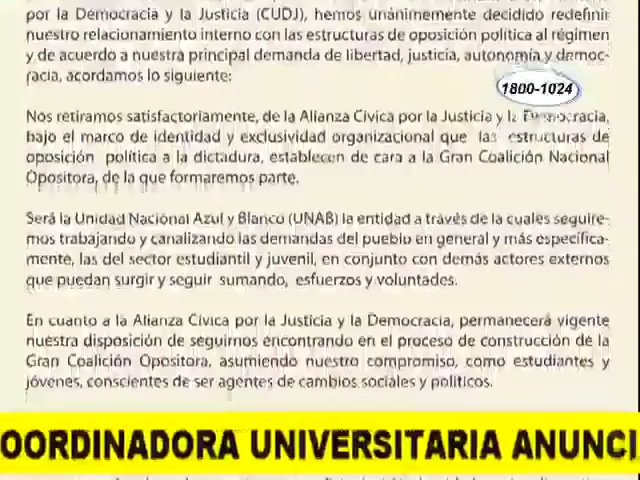 por la Democracia y la Justicia (CUDJ), hemos unánimemente decidido redefinir
nuestro relacionamiento interno con las estructuras de oposición política al régimen
y de acuerdo a nuestra principal demanda de libertad, justicia, autonomía y democ-
racia, acordamos lo siguiente:
1800-1024
Nos retiramos satisfactoriamente, de la Alianza Cívica por la Justicia y la Democracia,
bajo el marco de identidad y exclusividad organizacional que las estructuras de
oposición política a la dictadura, establecen de cara a la Gran Coalición Nacional
Opositora, de la que formaremos parte.
Será la Unidad Nacional Azul y Blanco (UNAB) la entidad a través de la cuales seguire-
mos trabajando y canalizando las demandas del pueblo en general y más específica-
mente, las del sector estudiantil y juvenil, en conjunto con demás actores externos
que puedan surgir y seguir sumando, esfuerzos y voluntades.
En cuanto a la Alianza Cívica por la Justicia y la Democracia, permanecerá vigente
nuestra disposición de seguirnos encontrando en el proceso de construcción de la
Gran Coalición Opositora, asumiendo nuestro compromiso, como estudiantes y
jóvenes, conscientes de ser agentes de cambios sociales y políticos.
OORDINADORA UNIVERSITARIA ANUNCI